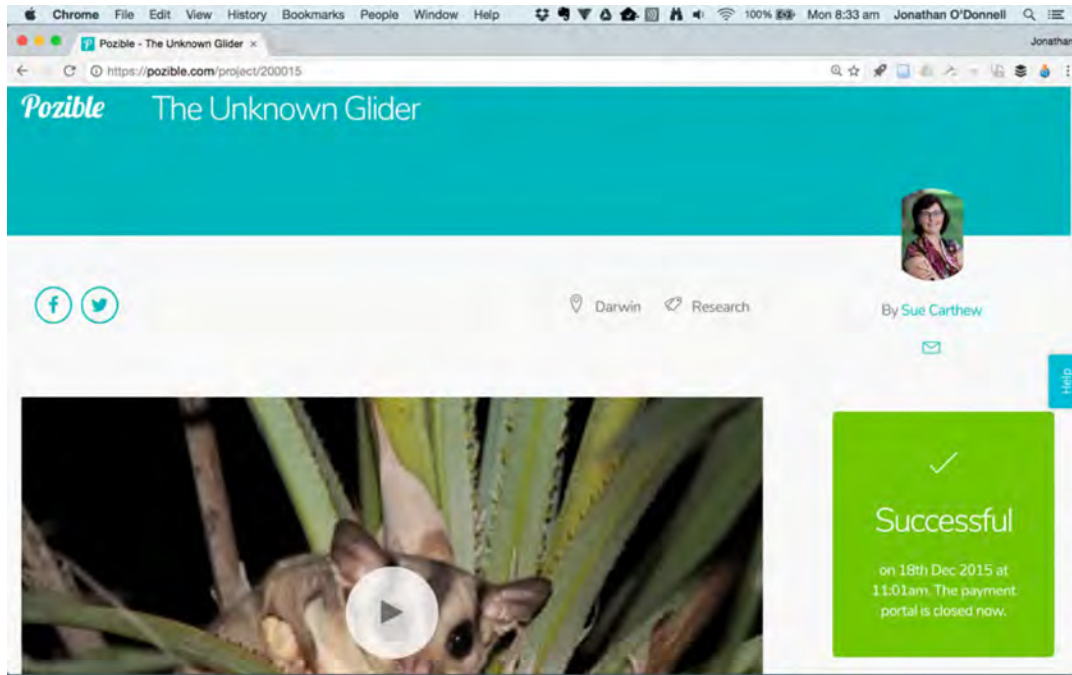 Chrome File Edit View History Bookmarks People Window Help 100% Mon 8:33 am Jonathan O'Donnell
Pozible - The Unknown Glider × Jonathan
https://pozible.com/project/200015
Pozible The Unknown Glider
Darwin Research
By Sue Carthew
Help
Successful
on 18th Dec 2015 at
11:01am. The payment
portal is closed now.